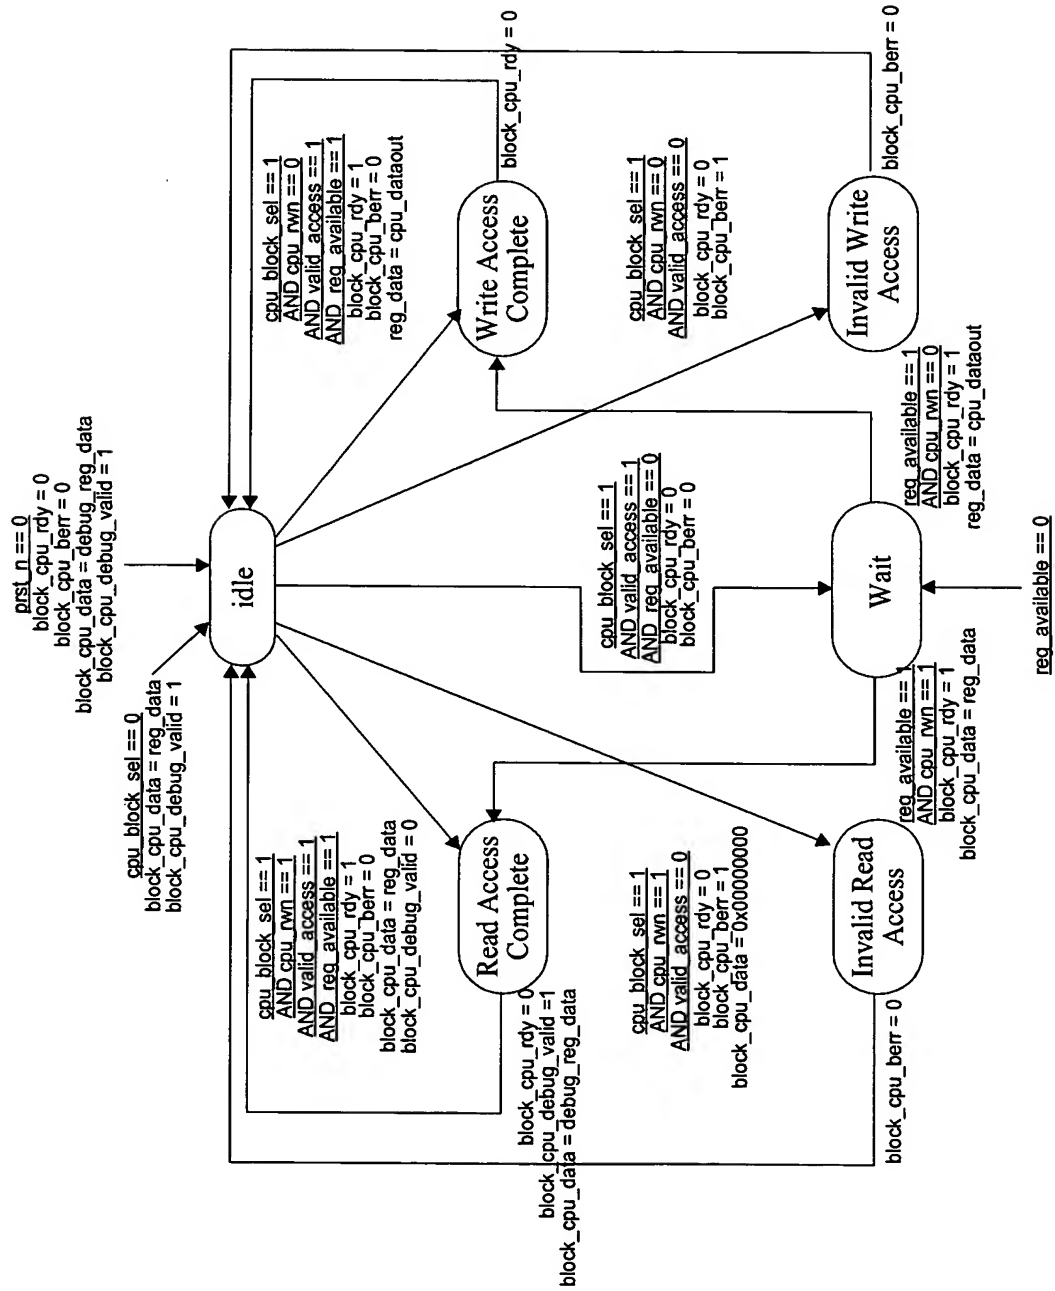 prst_n == 0
block_cpu_rdy = 0
block_cpu_berr = 0
block_cpu_data = debug_reg_data
block_cpu_debug_valid = 1
cpu_block_sel == 0
block_cpu_data = reg_data
block_cpu_debug_valid = 1
idle
cpu_block_sel == 1
AND cpu_rwn == 1
AND valid_access == 1
AND reg_available == 1
block_cpu_rdy = 1
block_cpu_berr = 0
block_cpu_data = reg_data
block_cpu_debug_valid = 0
cpu_block_sel == 1
AND cpu_rwn == 0
AND valid_access == 1
AND reg_available == 1
block_cpu_rdy = 1
block_cpu_berr = 0
reg_data = cpu_dataout
Read Access
Complete
Write Access
Complete
block_cpu_rdy = 0
block_cpu_debug_valid =1
block_cpu_data = debug_reg_data
block_cpu_rdy = 0
cpu_block_sel == 1
AND valid_access == 1
AND reg_available == 0
block_cpu_rdy = 0
block_cpu_berr = 0
cpu_block_sel == 1
AND cpu_rwn == 1
AND valid_access == 0
block_cpu_rdy = 0
block_cpu_berr = 1
block_cpu_data = 0x00000000
cpu_block_sel == 1
AND cpu_rwn == 0
AND valid_access == 0
block_cpu_rdy = 0
block_cpu_berr = 1
Invalid Read
Access
Wait
Invalid Write
Access
block_cpu_berr = 0
reg_available == 1
AND cpu_rwn == 1
block_cpu_rdy = 1
block_cpu_data = reg_data
reg_available == 1
AND cpu_rwn == 0
block_cpu_rdy = 1
reg_data = cpu_dataout
block_cpu_berr = 0
reg_available == 0